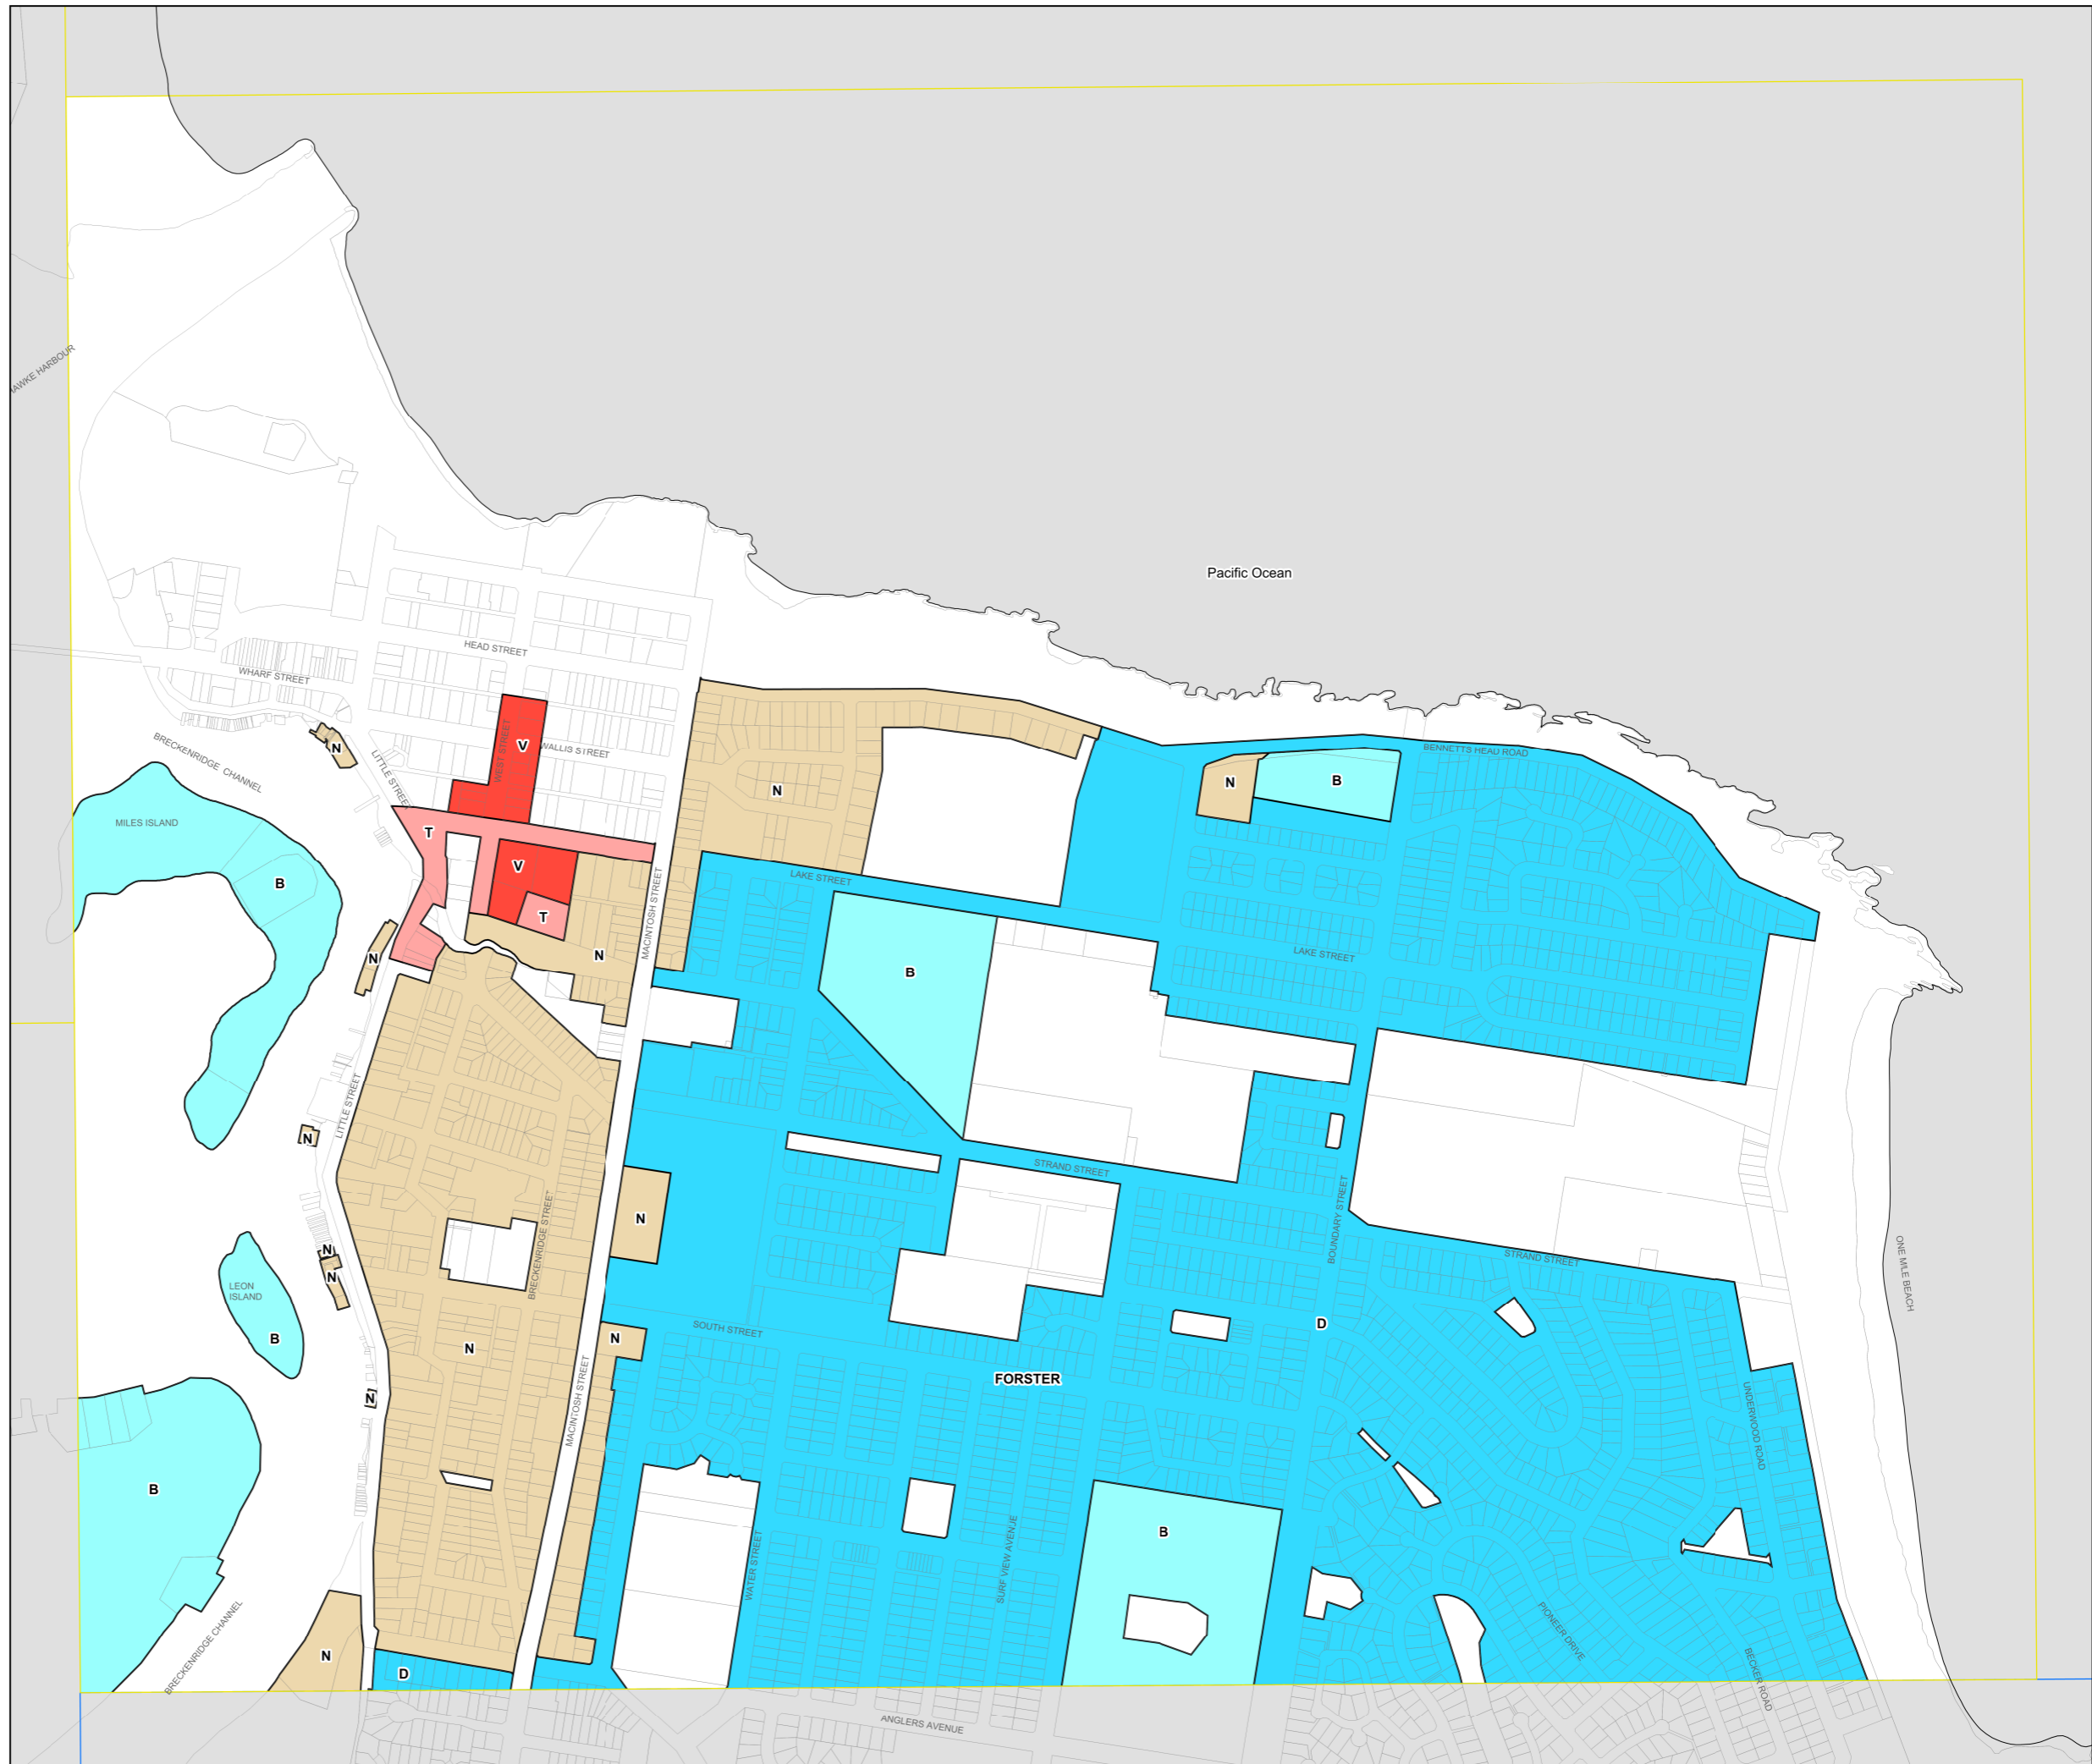 Pacific Ocean
AWKE HARBOUR
HEAD STREET
WHARF STREET
BRECKENRIDGE CHANNEL
LITTLE STREET
WEST STREET
WALLIS STREET
BENNETTS HEAD ROAD
N
V
N
N
B
MILES ISLAND
T
V
B
T
LAKE STREET
MACINTOSH STREET
N
N
B
LAKE STREET
LITTLE STREET
N
STRAND STREET
BOUNDARY STREET
BRECKENRIDGE STREET
N
N
N
STRAND STREET
ONE MILE BEACH
LEON
ISLAND
B
N
N
SOUTH STREET
D
FORSTER
N
MACINTOSH STREET
UNDERWOOD ROAD
B
B
WATER STREET
SURF VIEW AVENUE
PIONEER DRIVE
BECKER ROAD
BRECKENRIDGE CHANNEL
N
D
ANGLERS AVENUE